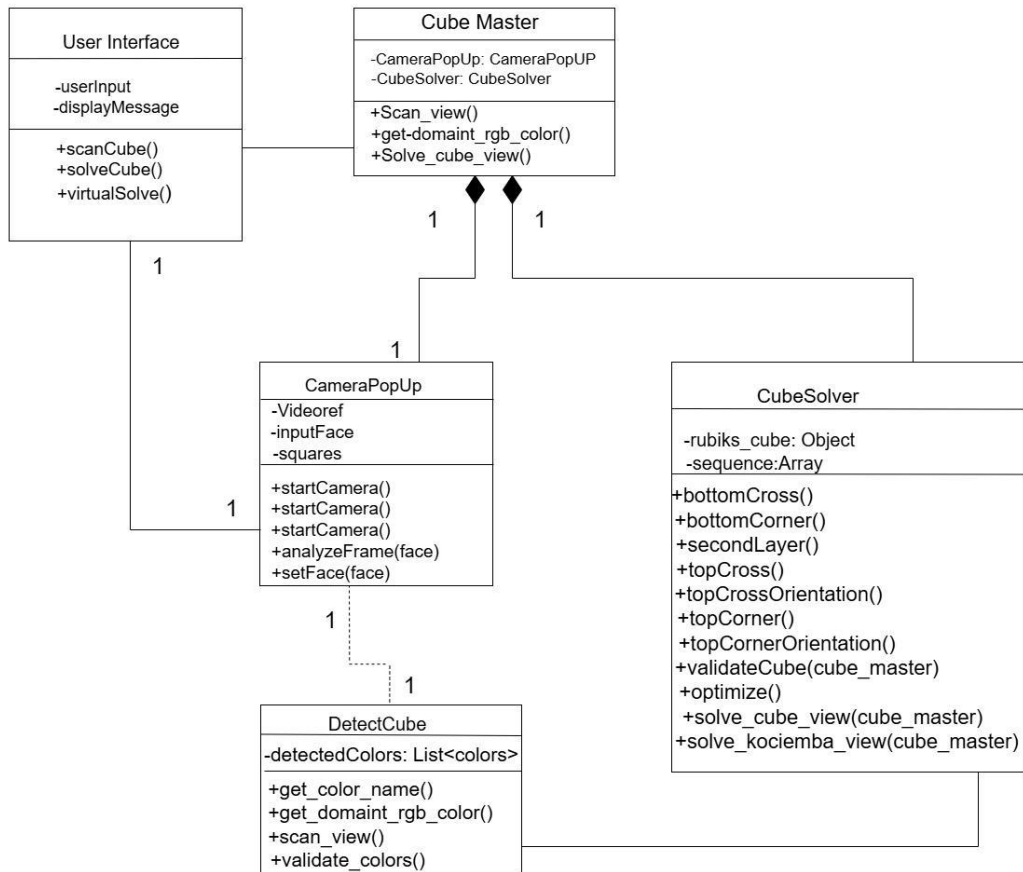 User Interface
-userInput
-displayMessage
+scanCube()
+solveCube()
+virtualSolve()
Cube Master
-CameraPopUp: CameraPopUP
-CubeSolver: CubeSolver
+Scan_view()
+get-domaint_rgb_color()
+Solve_cube_view()
1
1
1
1
1
CameraPopUp
-Videoref
-inputFace
-squares
+startCamera()
+startCamera()
+startCamera()
+analyzeFrame(face)
+setFace(face)
CubeSolver
-rubiks_cube: Object
-sequence:Array
+bottomCross()
+bottomCorner()
+secondLayer()
+topCross()
+topCrossOrientation()
+topCorner()
+topCornerOrientation()
+validateCube(cube_master)
+optimize()
+solve_cube_view(cube_master)
+solve_kociemba_view(cube_master)
1
1
DetectCube
-detectedColors: List<colors>
+get_color_name()
+get_domaint_rgb_color()
+scan_view()
+validate_colors()